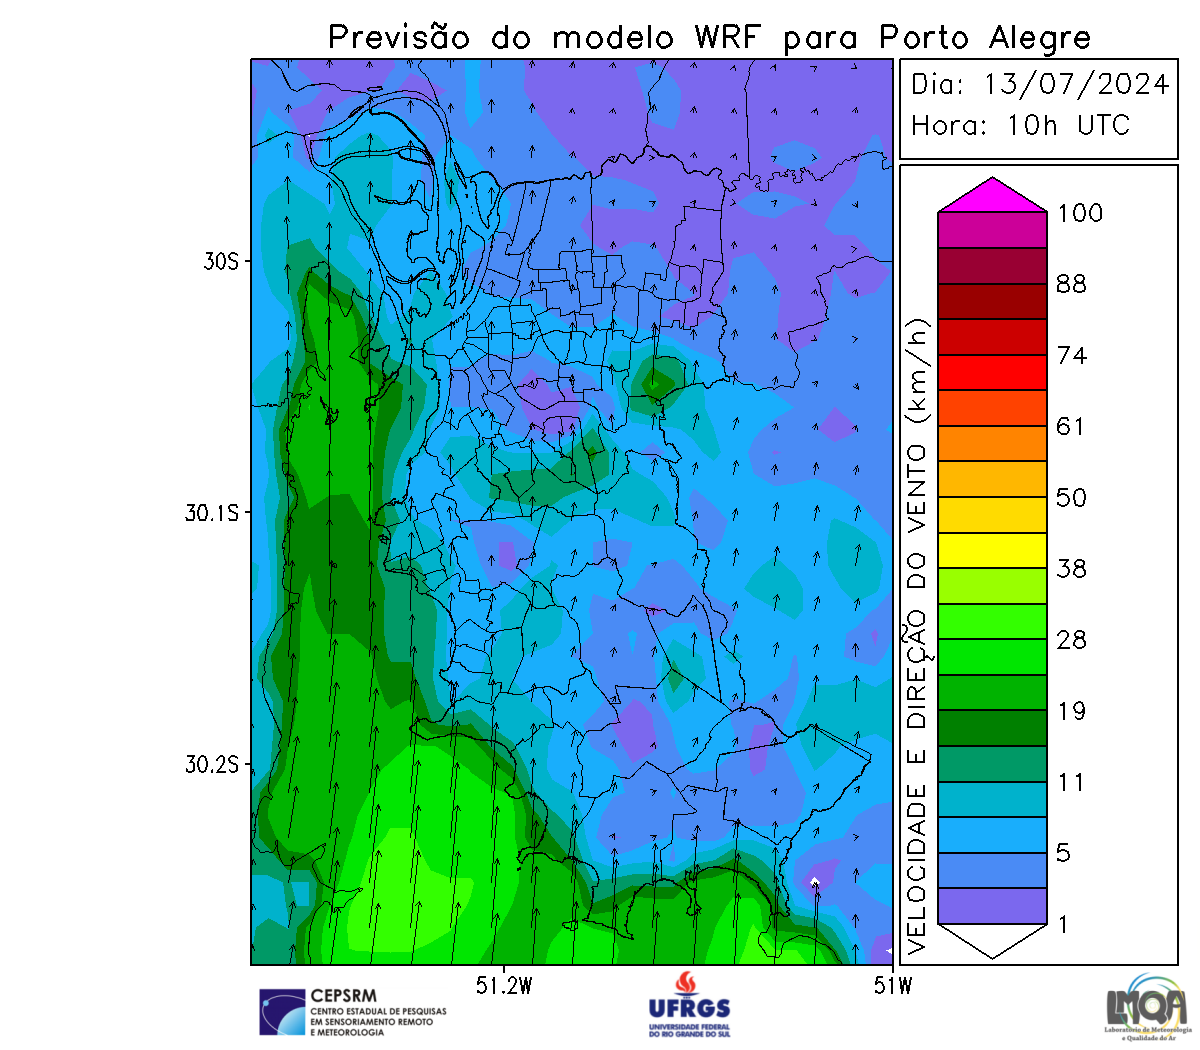 Previsão do modelo WRF para Porto Alegre
Dia: 13/07/2024
Hora: 10h UTC
30S
30.1S
30.2S
51.2W
51W
VELOCIDADE E DIREÇÃO DO VENTO (km/h)
100
88
74
61
50
38
28
19
11
5
1
CEPSRM
CENTRO ESTADUAL DE PESQUISAS
EM SENSORIAMENTO REMOTO
E METEOROLOGIA
UFRGS
UNIVERSIDADE FEDERAL
DO RIO GRANDE DO SUL
LMQA
Laboratório de Meteorologia
e Qualidade do Ar